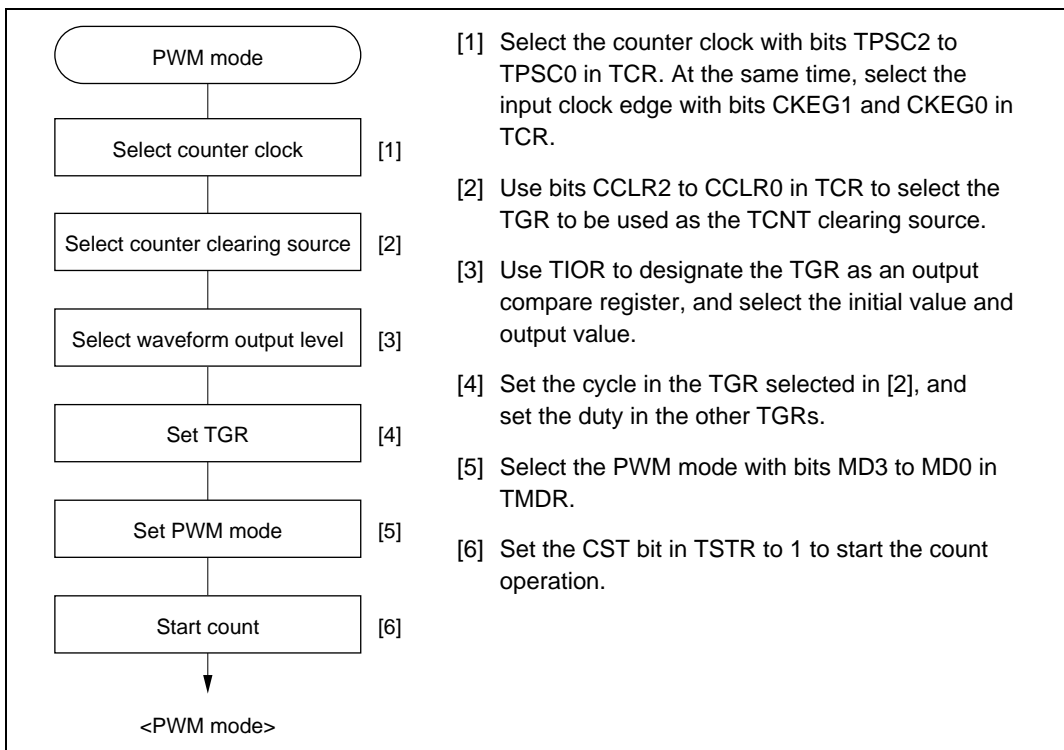 PWM mode
Select counter clock [1]
Select counter clearing source [2]
Select waveform output level [3]
Set TGR [4]
Set PWM mode [5]
Start count [6]
<PWM mode>
[1] Select the counter clock with bits TPSC2 to
TPSC0 in TCR. At the same time, select the
input clock edge with bits CKEG1 and CKEG0 in
TCR.
[2] Use bits CCLR2 to CCLR0 in TCR to select the
TGR to be used as the TCNT clearing source.
[3] Use TIOR to designate the TGR as an output
compare register, and select the initial value and
output value.
[4] Set the cycle in the TGR selected in [2], and
set the duty in the other TGRs.
[5] Select the PWM mode with bits MD3 to MD0 in
TMDR.
[6] Set the CST bit in TSTR to 1 to start the count
operation.